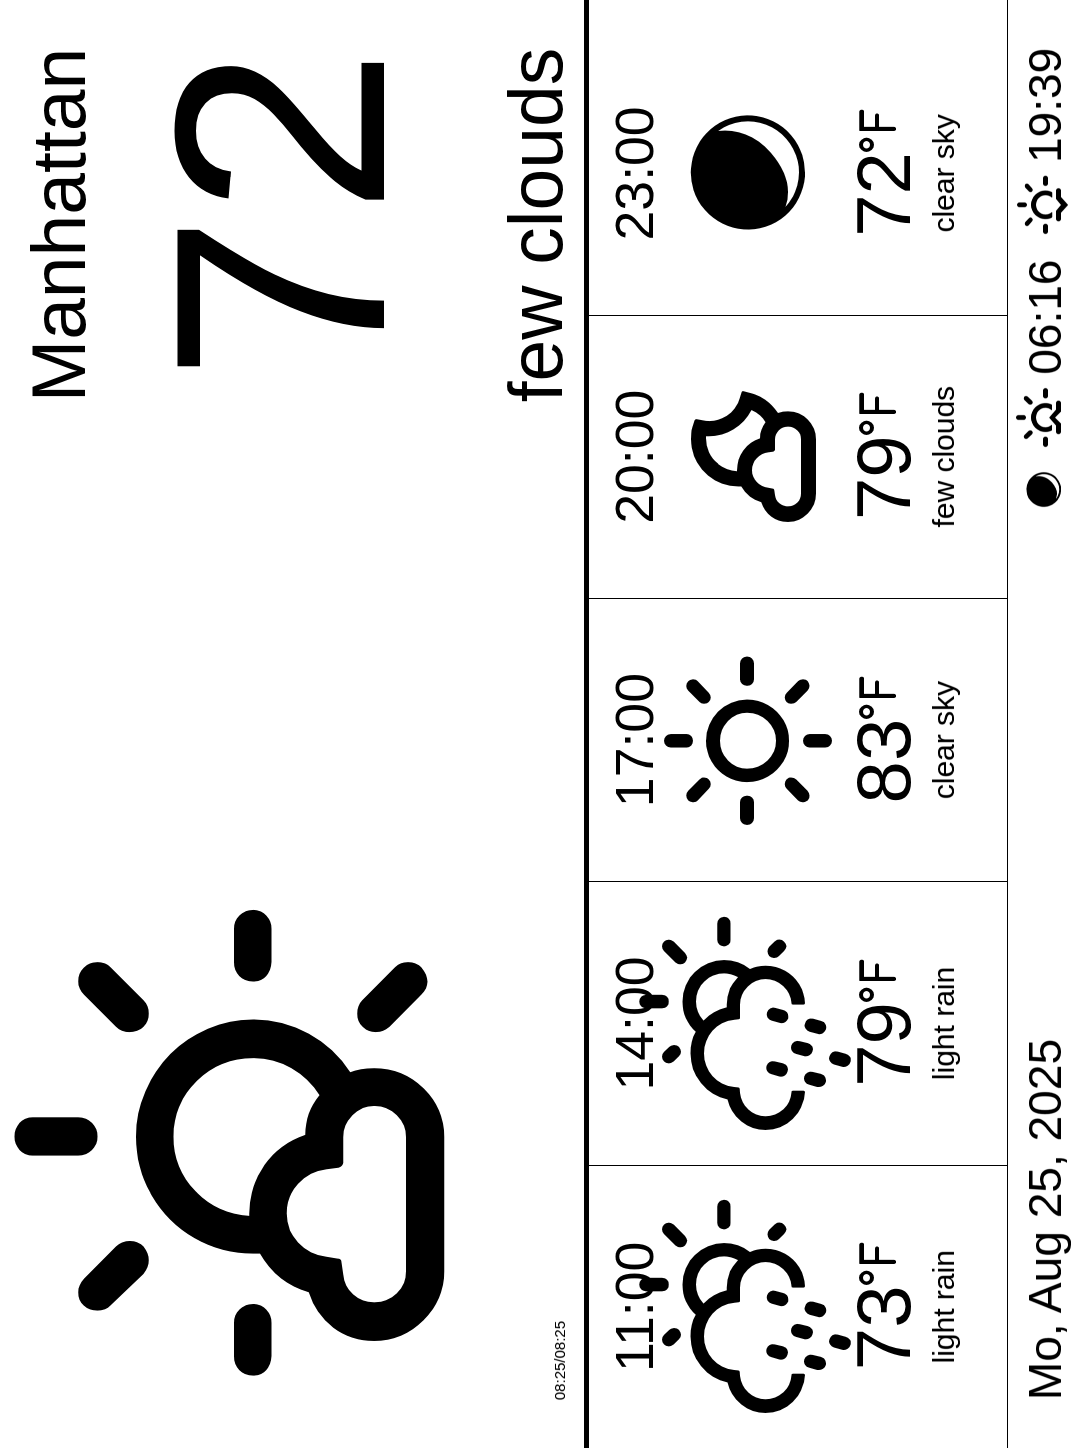 Manhattan
72
few clouds
08:25/08:25
11:00
73°F
light rain
14:00
79°F
light rain
17:00
83°F
clear sky
20:00
79°F
few clouds
23:00
72°F
clear sky
Mo, Aug 25, 2025
06:16 19:39